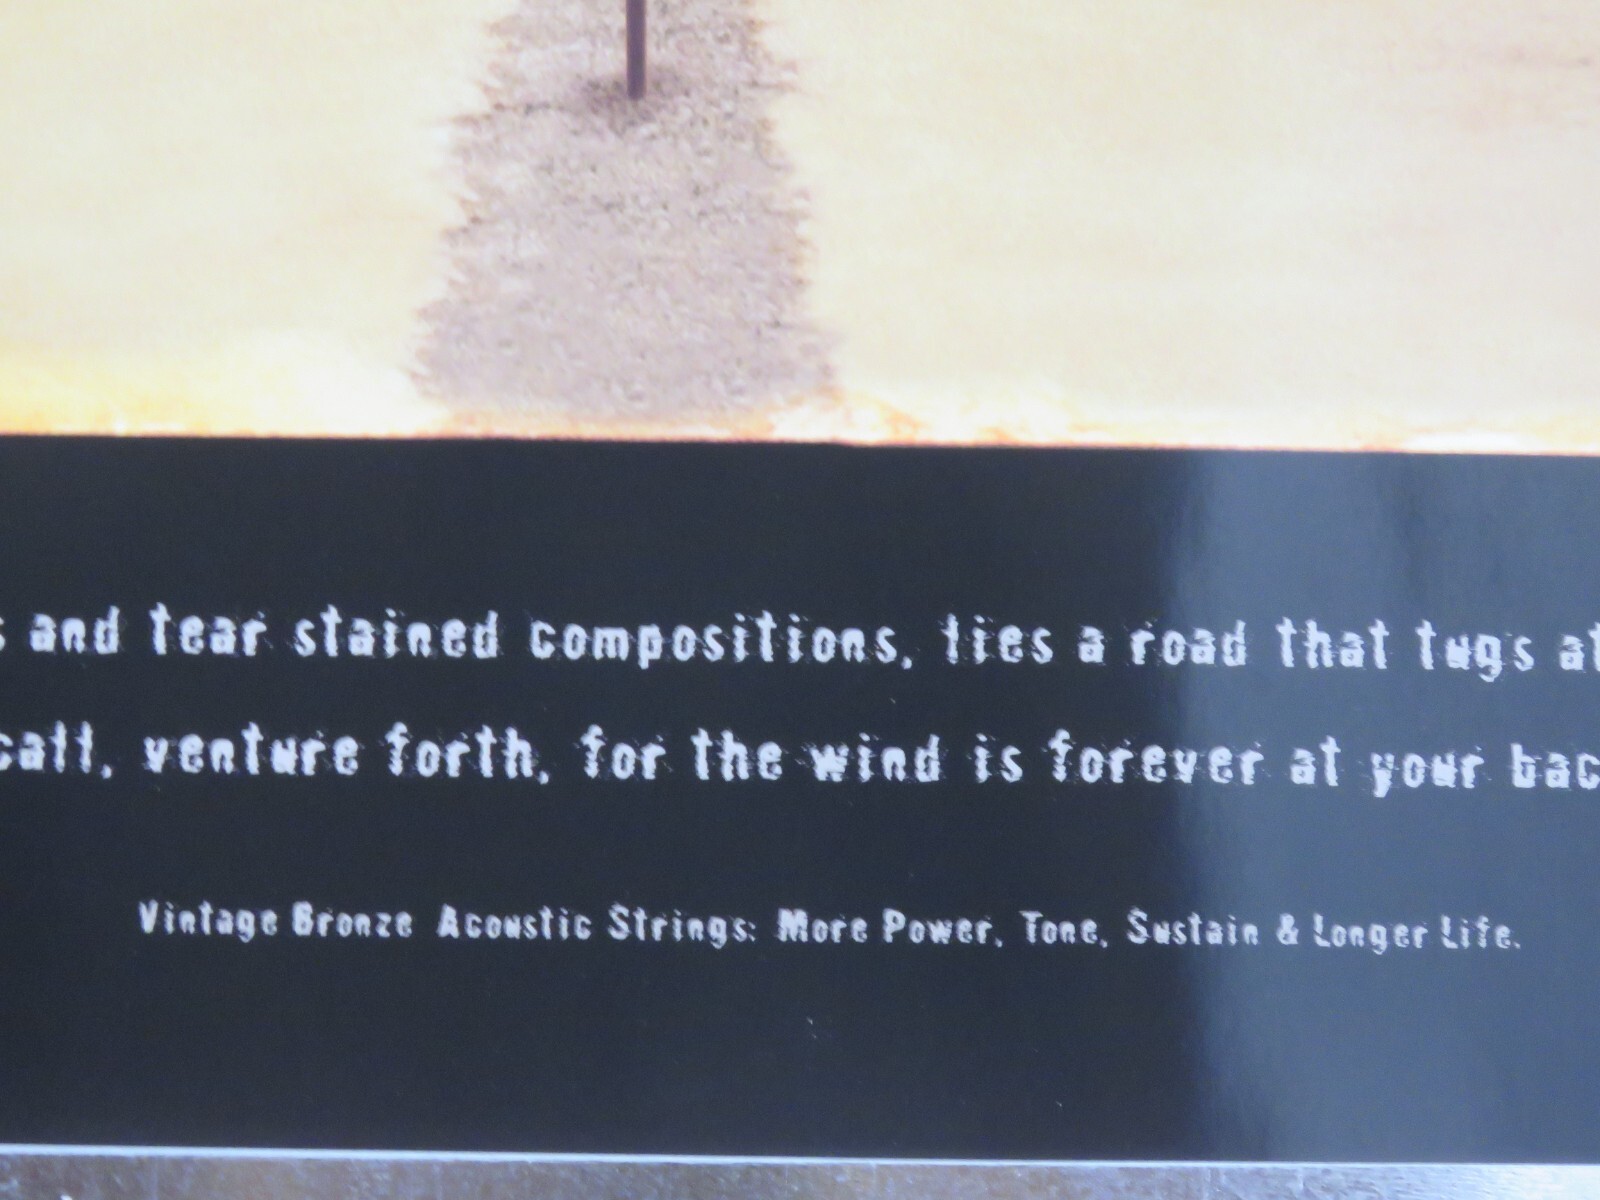 and tear stained compositions, lies a road that tugs at
call, venture forth, for the wind is forever at your
Vintage Bronze Acoustic Strings: More Power, Tone, Sustain & Longer Life.